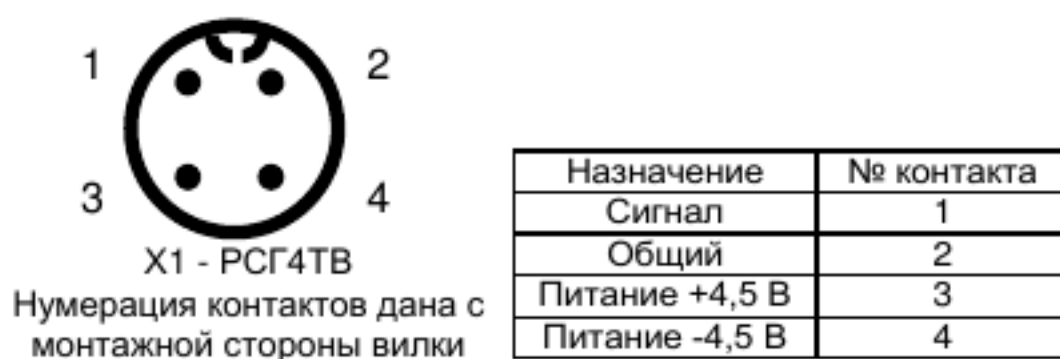 1
2
3
4
X1 - РСГ4ТВ
Нумерация контактов дана с
монтажной стороны вилки
Назначение № контакта
Сигнал 1
Общий 2
Питание +4,5 В 3
Питание -4,5 В 4